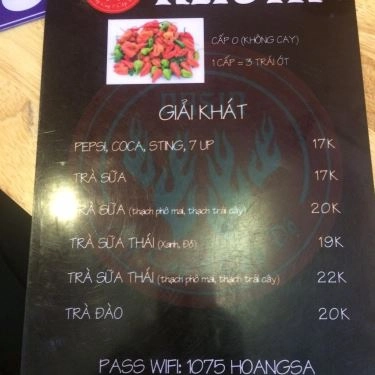 CẤP 0 (KHÔNG CAY)
1 CẤP = 3 TRÁI ỚT
GIẢI KHÁT
PEPSI, COCA, STING, 7 UP 17K
TRÀ SỮA 17K
TRÀ SỮA (thạch phô mai, thạch trái cây) 20K
TRÀ SỮA THÁI (Xanh, Đỏ) 19K
TRÀ SỮA THÁI (thạch phô mai, thạch trái cây) 22K
TRÀ ĐÀO 20K
PASS WIFI: 1075 HOANGSA